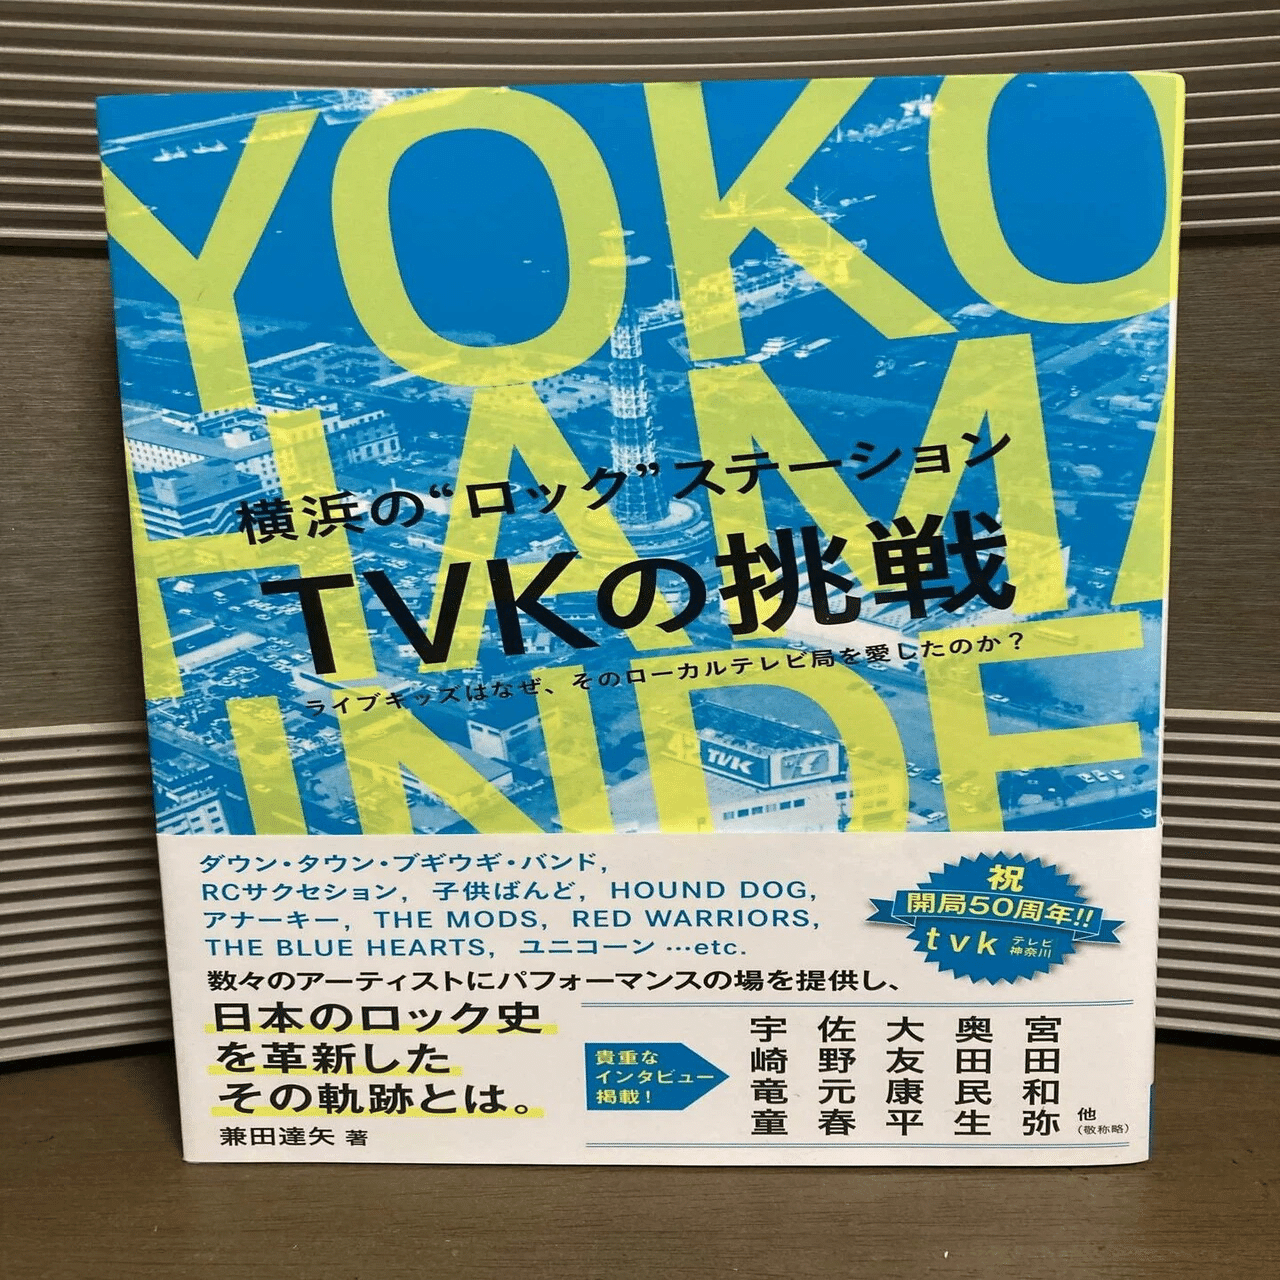 YOKO
HAMA
INDE
横浜の“ロック”ステーション
TVKの挑戦
ライブキッズはなぜ、そのローカルテレビ局を愛したのか？
42 TVK
ダウン・タウン・ブギウギ・バンド,
RCサクセション, 子供ばんど, HOUND DOG,
アナーキー, THE MODS, RED WARRIORS,
THE BLUE HEARTS, ユニコーン…etc.
数々のアーティストにパフォーマンスの場を提供し、
日本のロック史
を革新した
その軌跡とは。
兼田達矢 著
祝
開局50周年!!
tvk テレビ神奈川
貴重な
インタビュー
掲載！
宮田和弥
奥田民生
大友康平
佐野元春
宇崎竜童
他
（敬称略）